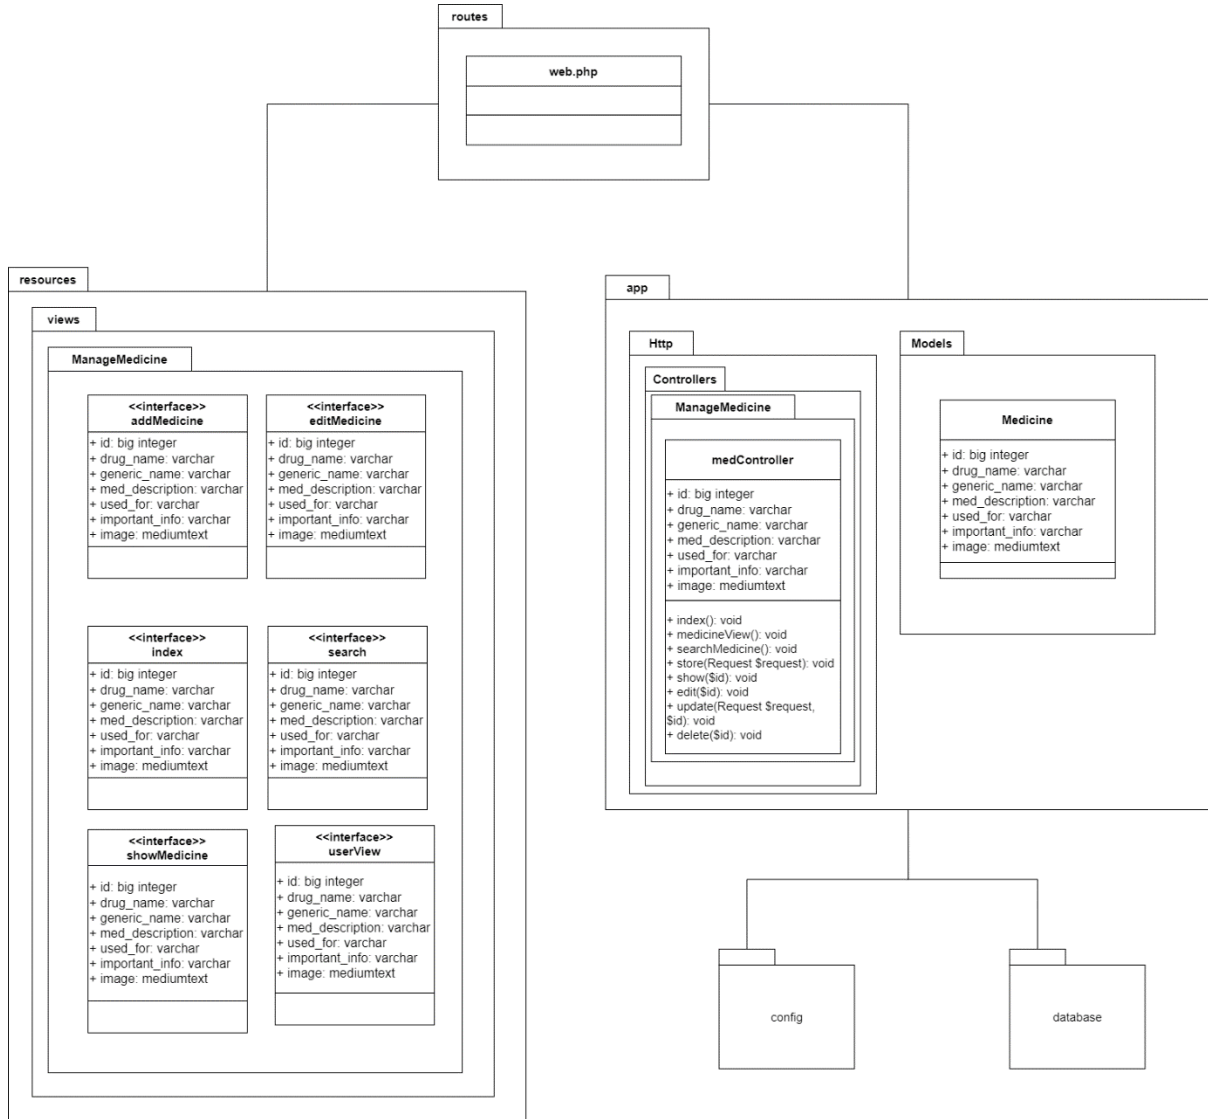 routes
web.php
resources
views
ManageMedicine
<<interface>>
addMedicine
+ id: big integer
+ drug_name: varchar
+ generic_name: varchar
+ med_description: varchar
+ used_for: varchar
+ important_info: varchar
+ image: mediumtext
<<interface>>
editMedicine
+ id: big integer
+ drug_name: varchar
+ generic_name: varchar
+ med_description: varchar
+ used_for: varchar
+ important_info: varchar
+ image: mediumtext
<<interface>>
index
+ id: big integer
+ drug_name: varchar
+ generic_name: varchar
+ med_description: varchar
+ used_for: varchar
+ important_info: varchar
+ image: mediumtext
<<interface>>
search
+ id: big integer
+ drug_name: varchar
+ generic_name: varchar
+ med_description: varchar
+ used_for: varchar
+ important_info: varchar
+ image: mediumtext
<<interface>>
showMedicine
+ id: big integer
+ drug_name: varchar
+ generic_name: varchar
+ med_description: varchar
+ used_for: varchar
+ important_info: varchar
+ image: mediumtext
<<interface>>
userView
+ id: big integer
+ drug_name: varchar
+ generic_name: varchar
+ med_description: varchar
+ used_for: varchar
+ important_info: varchar
+ image: mediumtext
app
Http
Controllers
ManageMedicine
medController
+ id: big integer
+ drug_name: varchar
+ generic_name: varchar
+ med_description: varchar
+ used_for: varchar
+ important_info: varchar
+ image: mediumtext
+ index(): void
+ medicineView(): void
+ searchMedicine(): void
+ store(Request $request): void
+ show($id): void
+ edit($id): void
+ update(Request $request,
$id): void
+ delete($id): void
Models
Medicine
+ id: big integer
+ drug_name: varchar
+ generic_name: varchar
+ med_description: varchar
+ used_for: varchar
+ important_info: varchar
+ image: mediumtext
config
database